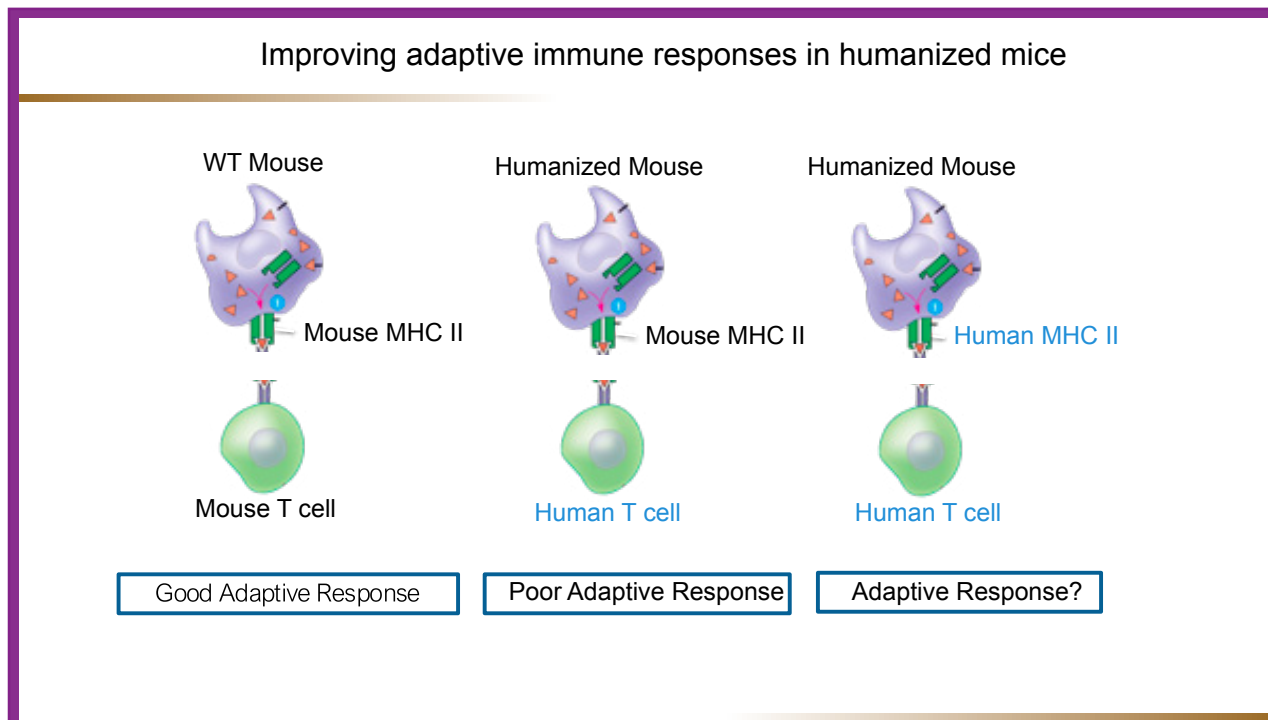 Improving adaptive immune responses in humanized mice
WT Mouse
Humanized Mouse
Humanized Mouse
Mouse MHC II
Mouse MHC II
Human MHC II
Mouse T cell
Human T cell
Human T cell
Good Adaptive Response
Poor Adaptive Response
Adaptive Response?